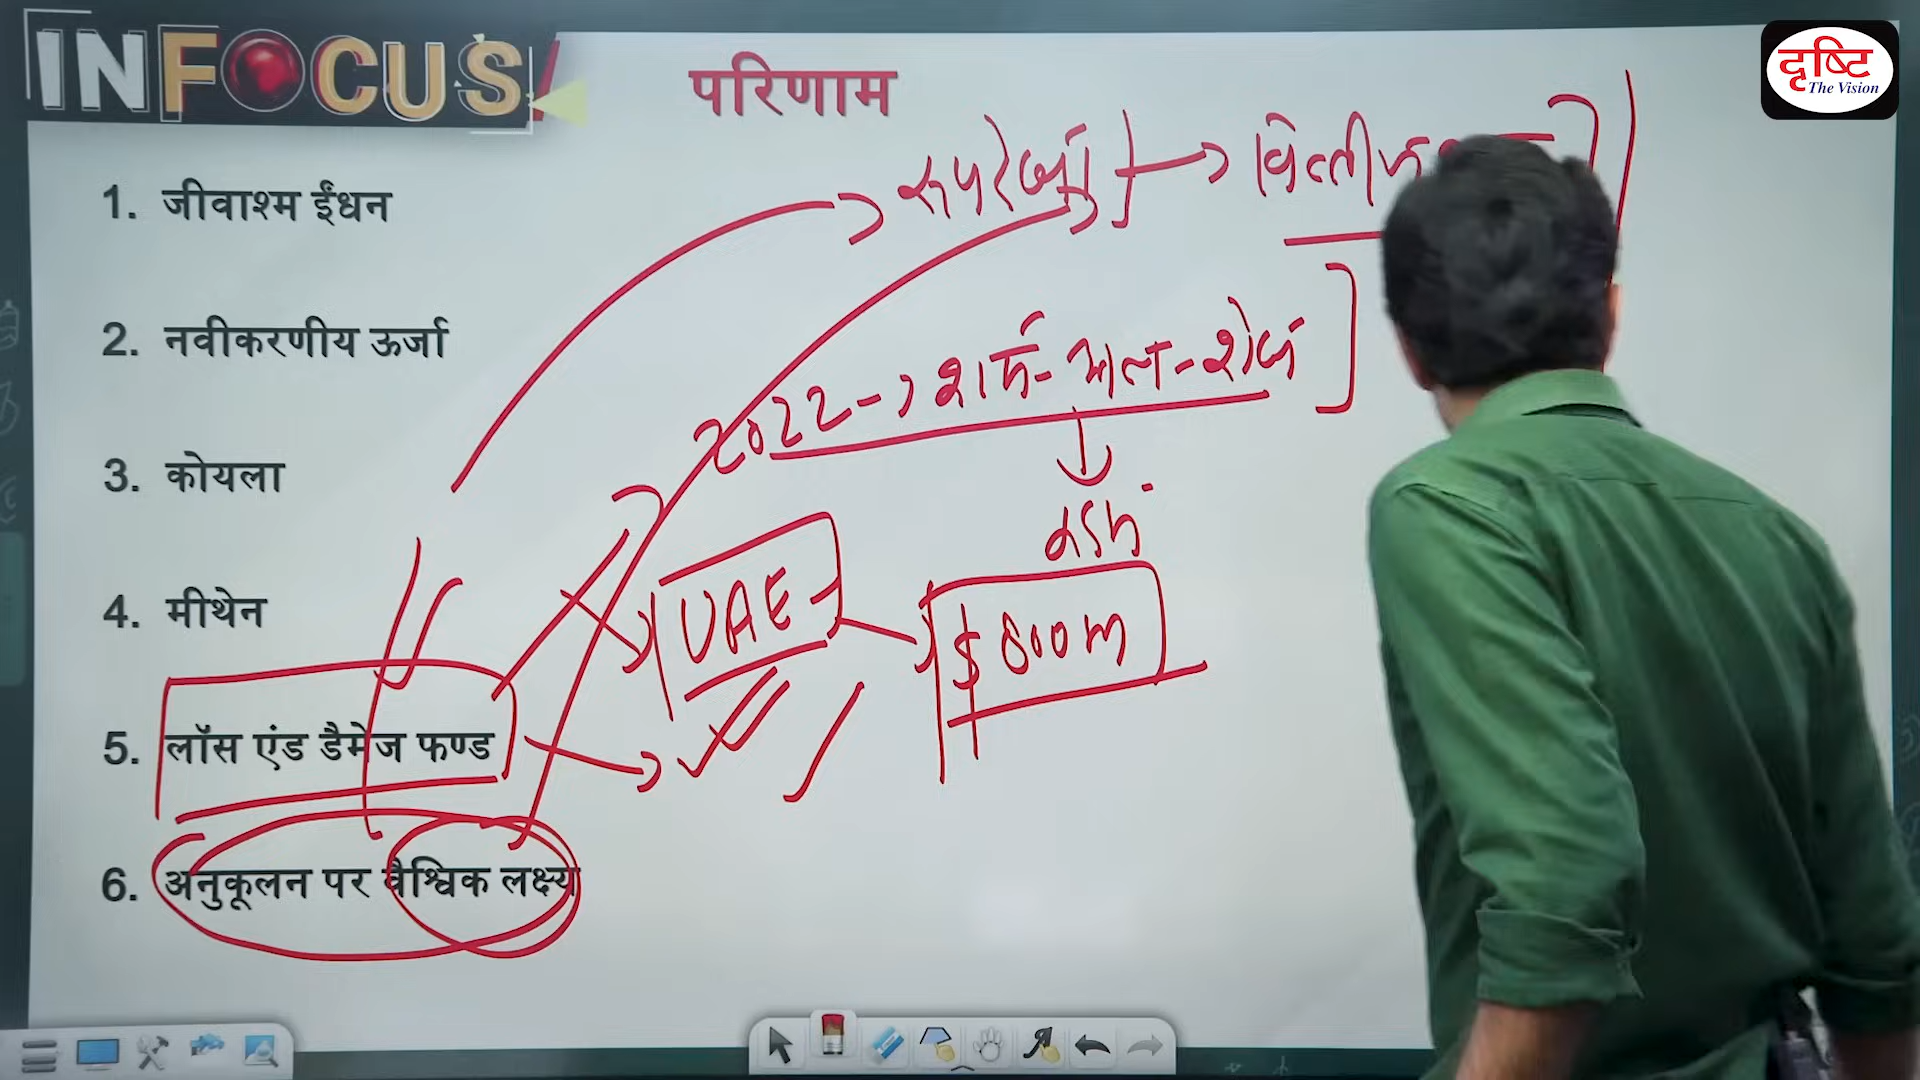 INFOCUS
दृष्टि
The Vision
परिणाम
रूपरेखा
1. जीवाश्म ईंधन
2. नवीकरणीय ऊर्जा
2022 -> शर्म-अल-शेख
3. कोयला
4. मीथेन
UAE
$ 800m
5. लॉस एंड डैमेज फण्ड
6. अनुकूलन पर वैश्विक लक्ष्य